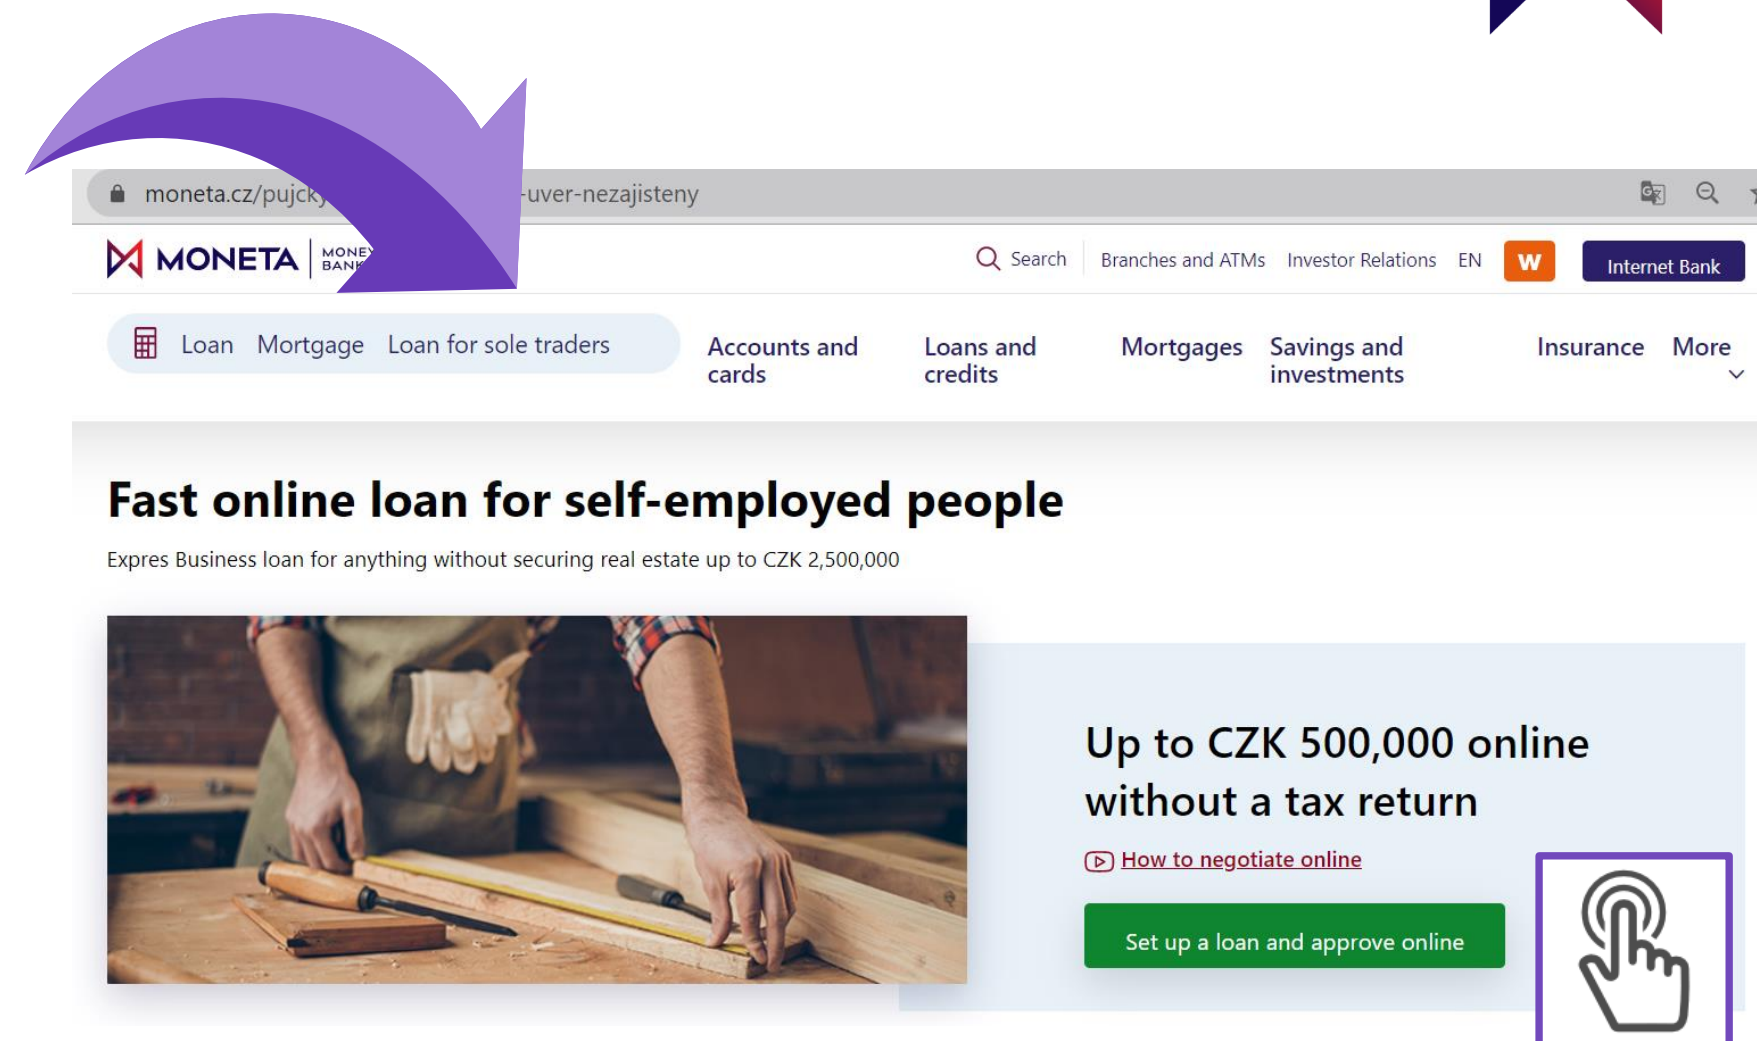 moneta.cz/pujcky -uver-nezajisteny
MONETA
BANK
Search Branches and ATMs Investor Relations EN W Internet Bank
Loan Mortgage Loan for sole traders
Accounts and cards
Loans and credits
Mortgages
Savings and investments
Insurance
More
Fast online loan for self-employed people
Expres Business loan for anything without securing real estate up to CZK 2,500,000
Up to CZK 500,000 online
without a tax return
How to negotiate online
Set up a loan and approve online